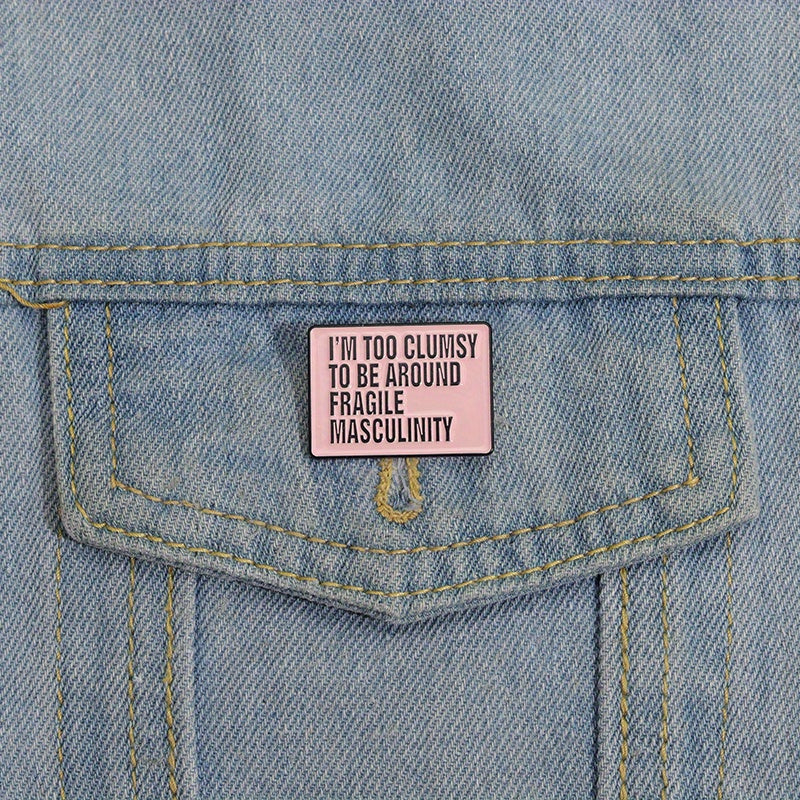 I'M TOO CLUMSY
TO BE AROUND
FRAGILE
MASCULINITY